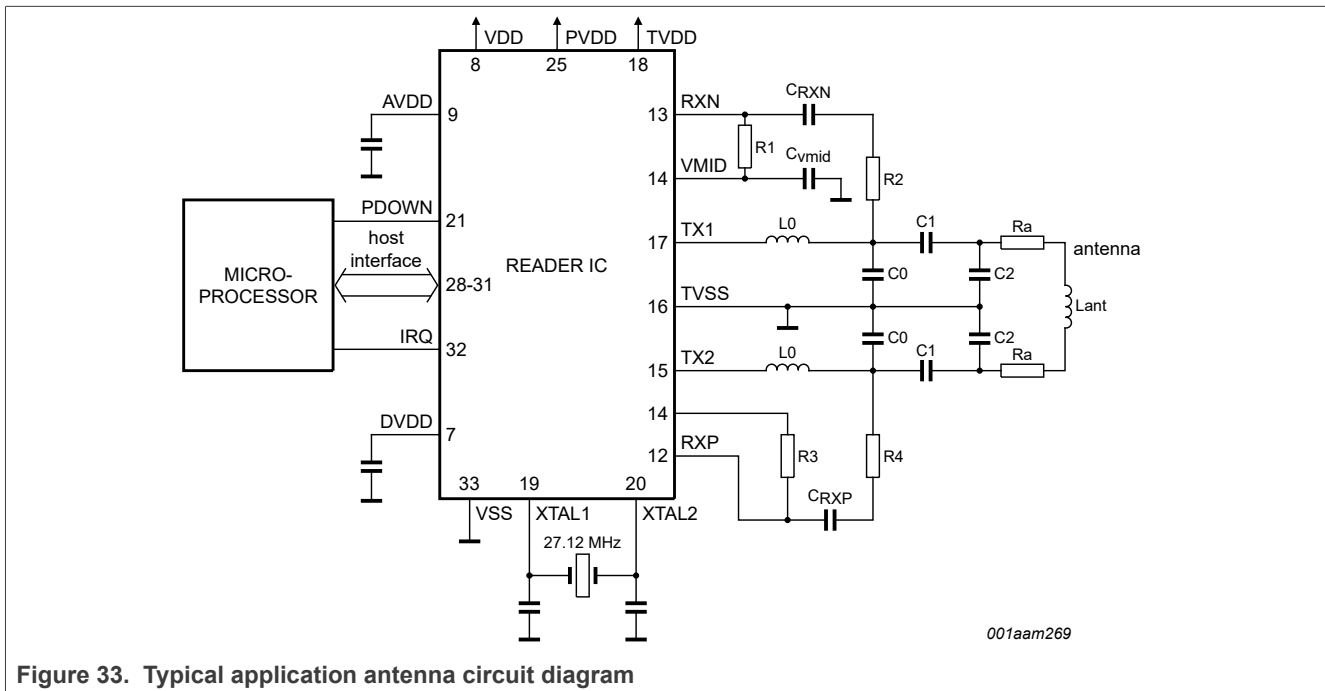 VDD PVDD TVDD
8 25 18
AVDD
9
RXN
13
CRXN
R1
VMID
14
Cvmid
R2
PDOWN
21
host
interface
28-31
MICRO-
PROCESSOR
READER IC
TX1
17
L0
C1
Ra
antenna
C0
C2
TVSS
16
Lant
IRQ
32
C0
C2
TX2
15
L0
C1
Ra
14
DVDD
7
RXP
12
R3
R4
CRXP
33 19 20
VSS XTAL1 XTAL2
27.12 MHz
001aam269
Figure 33. Typical application antenna circuit diagram